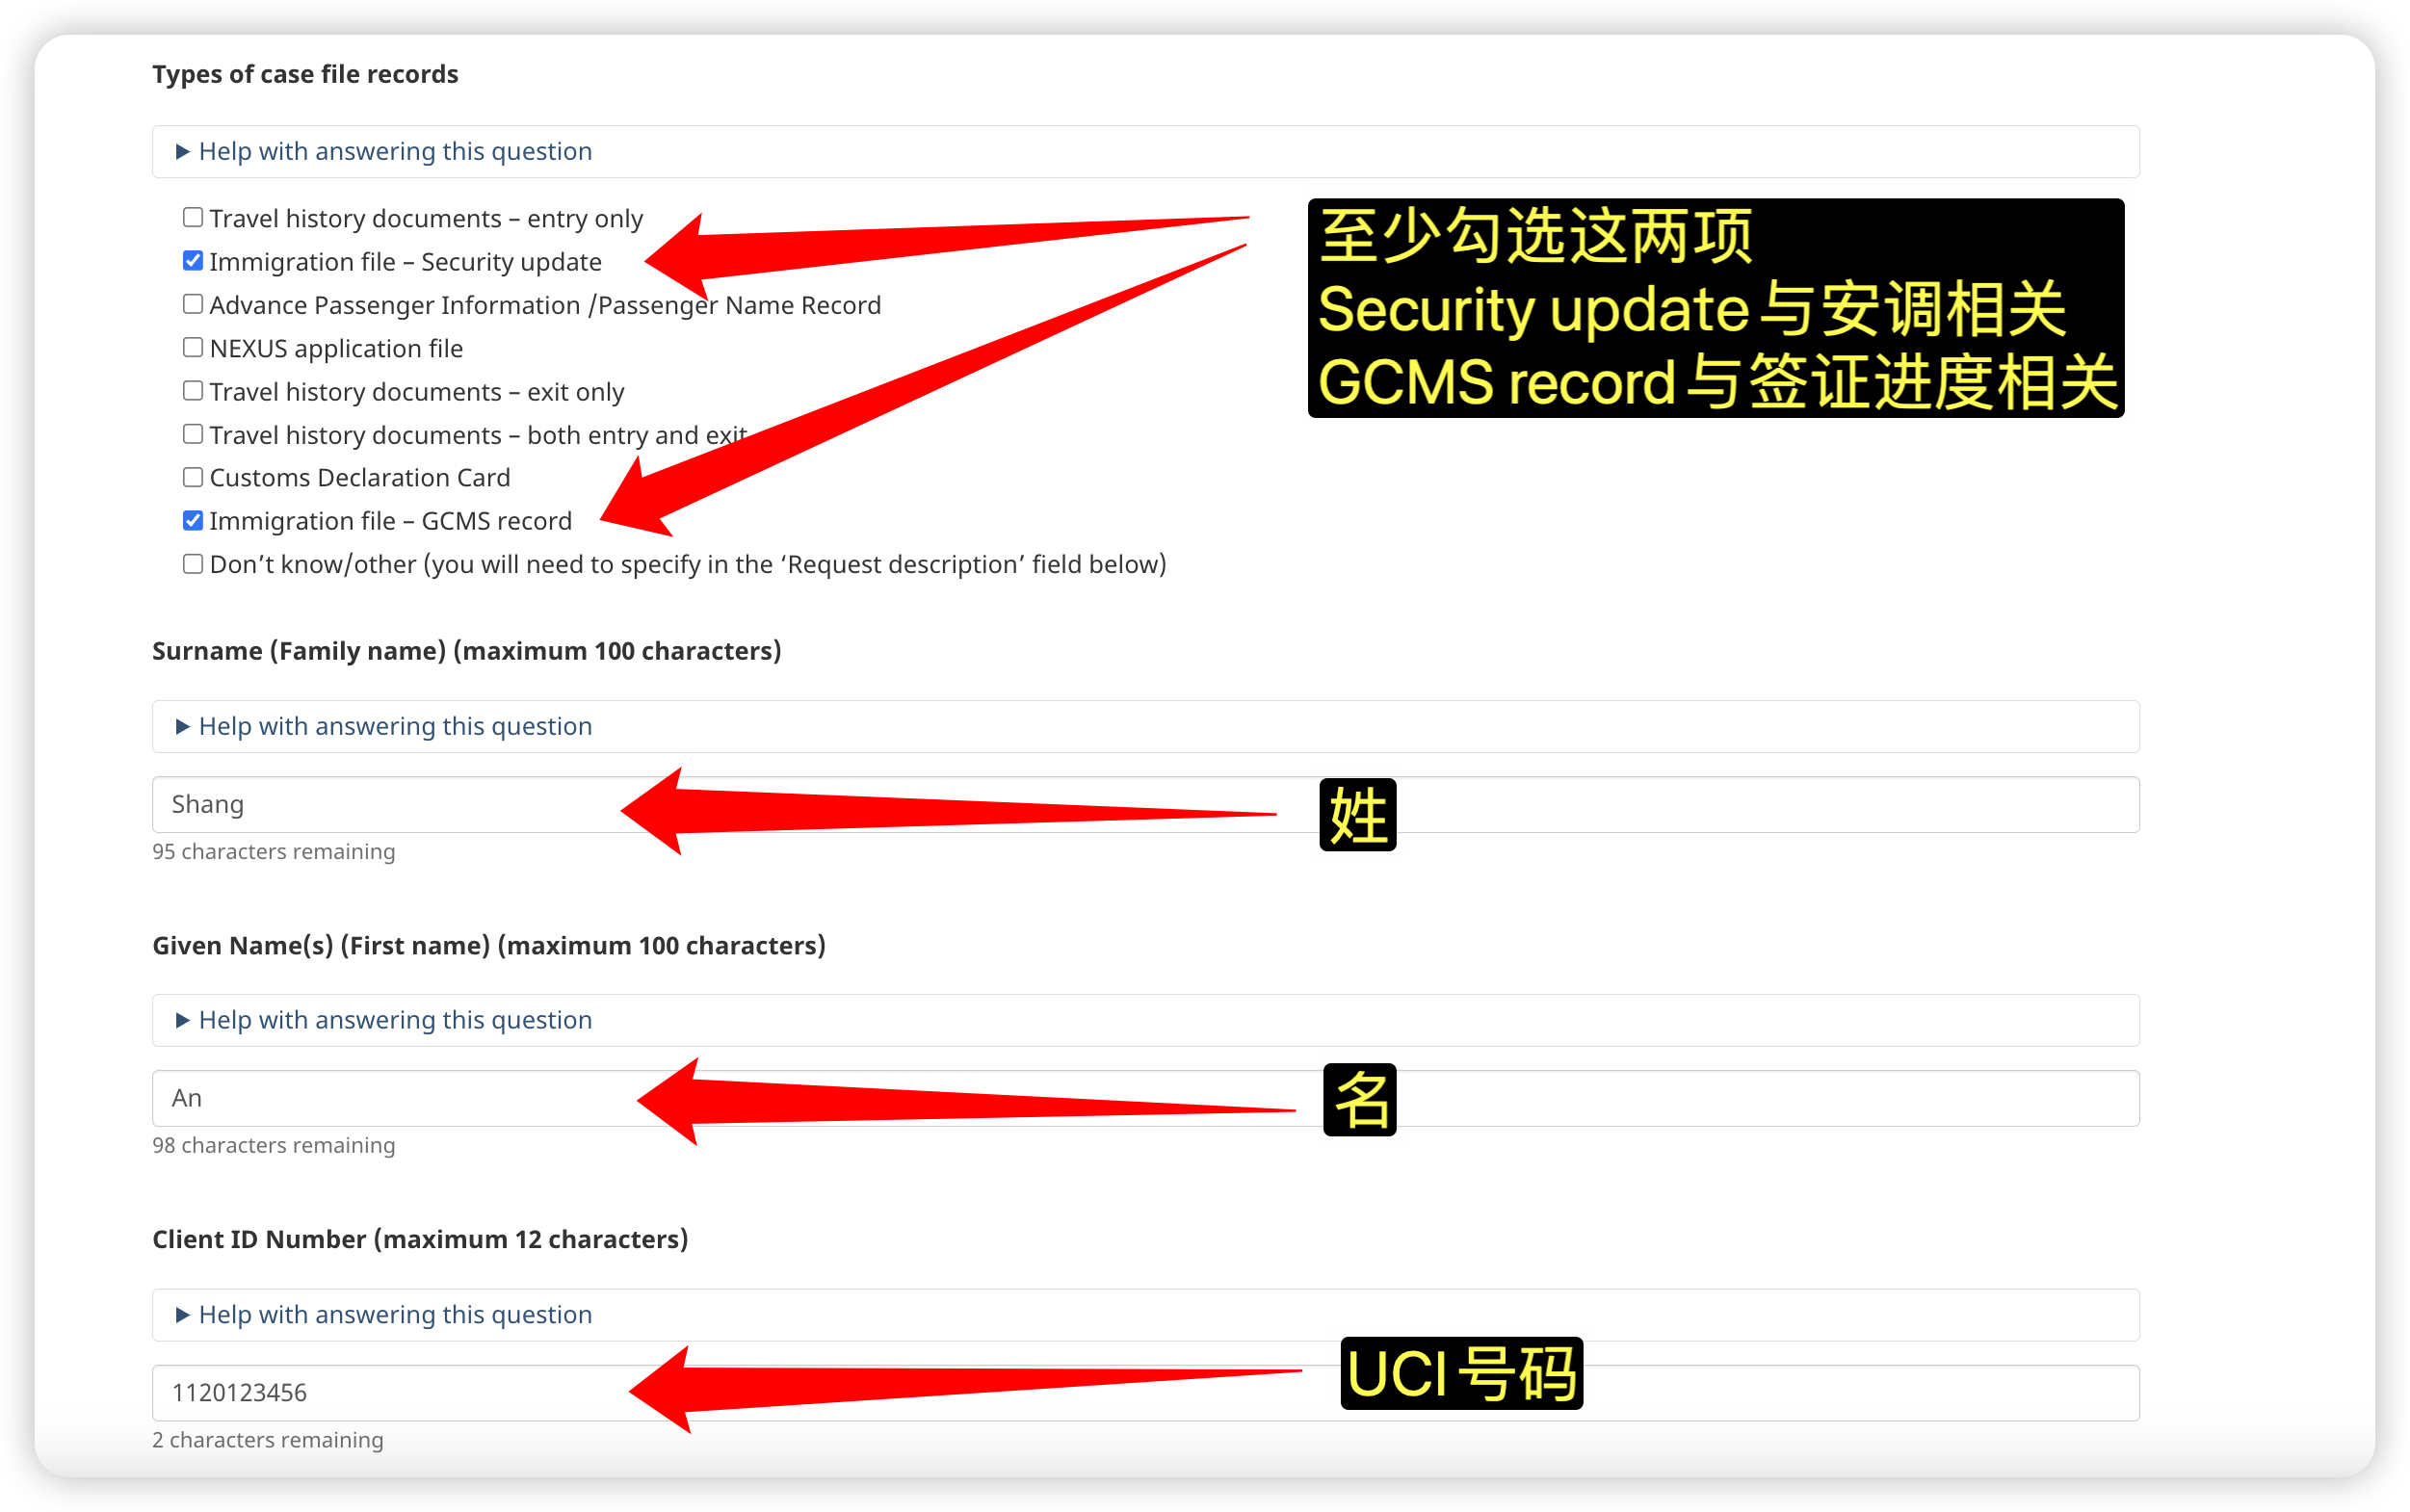 Types of case file records
Help with answering this question
Travel history documents – entry only
Immigration file – Security update
Advance Passenger Information /Passenger Name Record
NEXUS application file
Travel history documents – exit only
Travel history documents – both entry and exit
Customs Declaration Card
Immigration file – GCMS record
Don’t know/other (you will need to specify in the ‘Request description’ field below)
至少勾选这两项
Security update与安调相关
GCMS record与签证进度相关
Surname (Family name) (maximum 100 characters)
Help with answering this question
Shang
姓
95 characters remaining
Given Name(s) (First name) (maximum 100 characters)
Help with answering this question
An
名
98 characters remaining
Client ID Number (maximum 12 characters)
Help with answering this question
1120123456
UCI号码
2 characters remaining